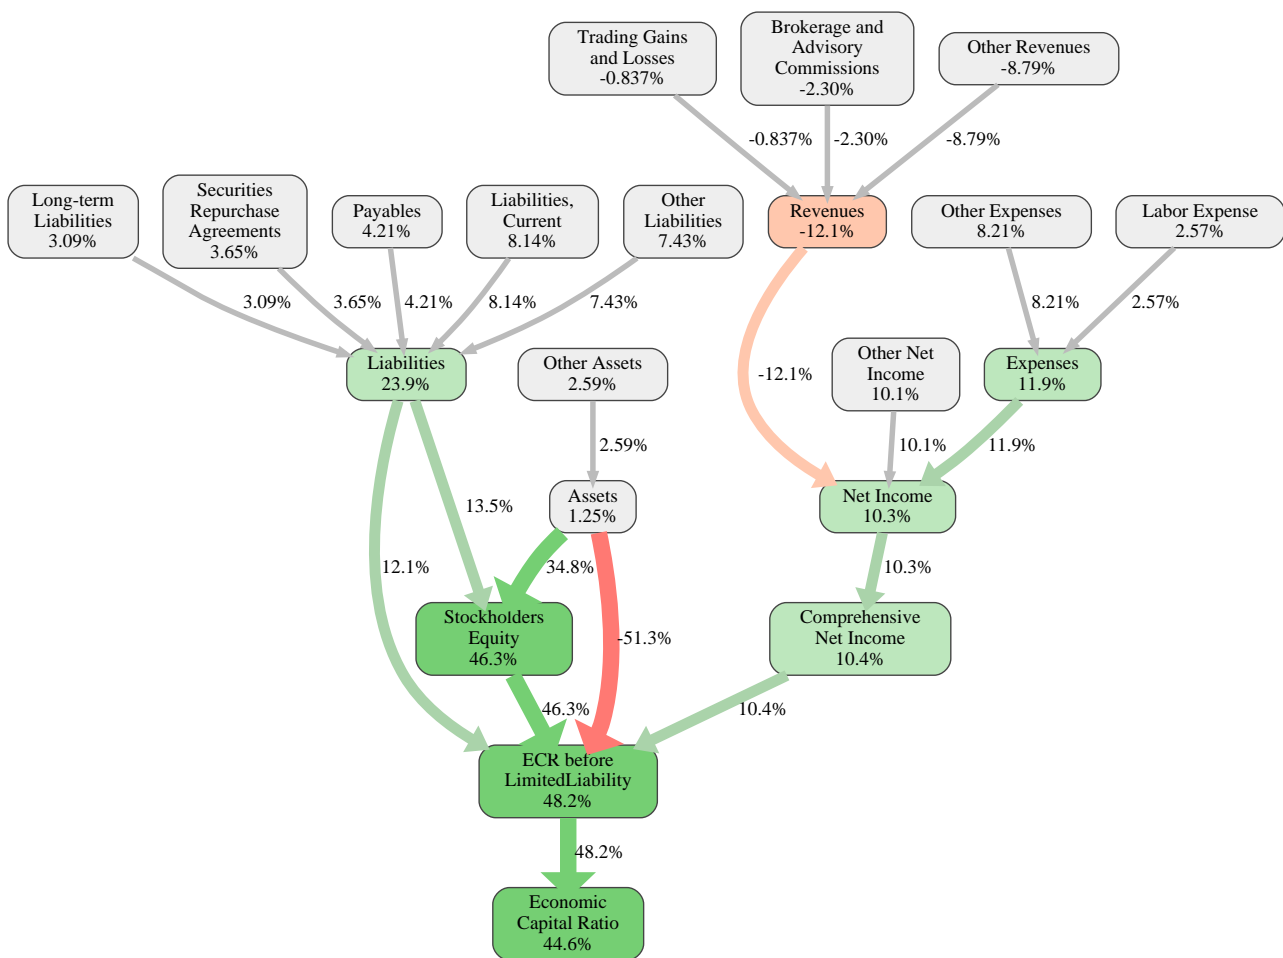 Trading Gains
and Losses
-0.837%
Brokerage and
Advisory
Commissions
-2.30%
Other Revenues
-8.79%
-0.837%
-2.30%
-8.79%
Long-term
Liabilities
3.09%
Securities
Repurchase
Agreements
3.65%
Payables
4.21%
Liabilities,
Current
8.14%
Other
Liabilities
7.43%
Revenues
-12.1%
Other Expenses
8.21%
Labor Expense
2.57%
3.09%
3.65%
4.21%
8.14%
7.43%
8.21%
2.57%
Liabilities
23.9%
Other Assets
2.59%
-12.1%
Other Net
Income
10.1%
Expenses
11.9%
2.59%
10.1%
11.9%
13.5%
Assets
1.25%
Net Income
10.3%
12.1%
34.8%
-51.3%
10.3%
Stockholders
Equity
46.3%
Comprehensive
Net Income
10.4%
46.3%
10.4%
ECR before
LimitedLiability
48.2%
48.2%
Economic
Capital Ratio
44.6%